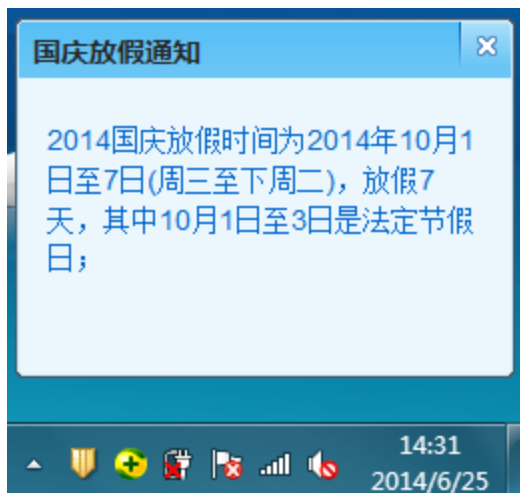 国庆放假通知
2014国庆放假时间为2014年10月1
日至7日(周三至下周二)，放假7
天，其中10月1日至3日是法定节假
日；
14:31
2014/6/25